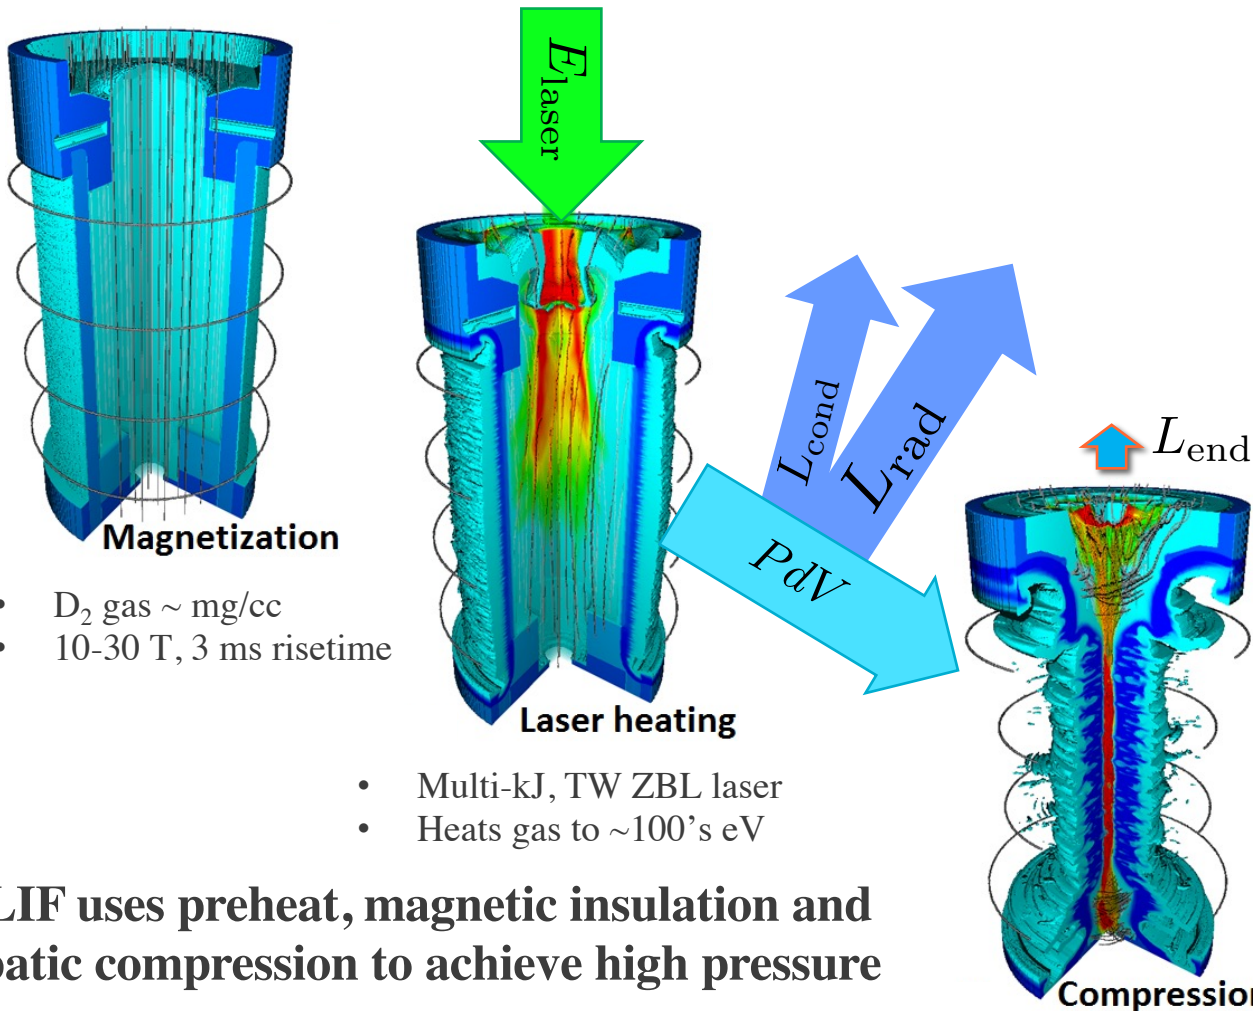 E_laser
L_cond
L_rad
L_end
PdV
Magnetization
• D₂ gas ~ mg/cc
• 10-30 T, 3 ms risetime
Laser heating
• Multi-kJ, TW ZBL laser
• Heats gas to ~100’s eV
LIF uses preheat, magnetic insulation and
batic compression to achieve high pressure
Compression